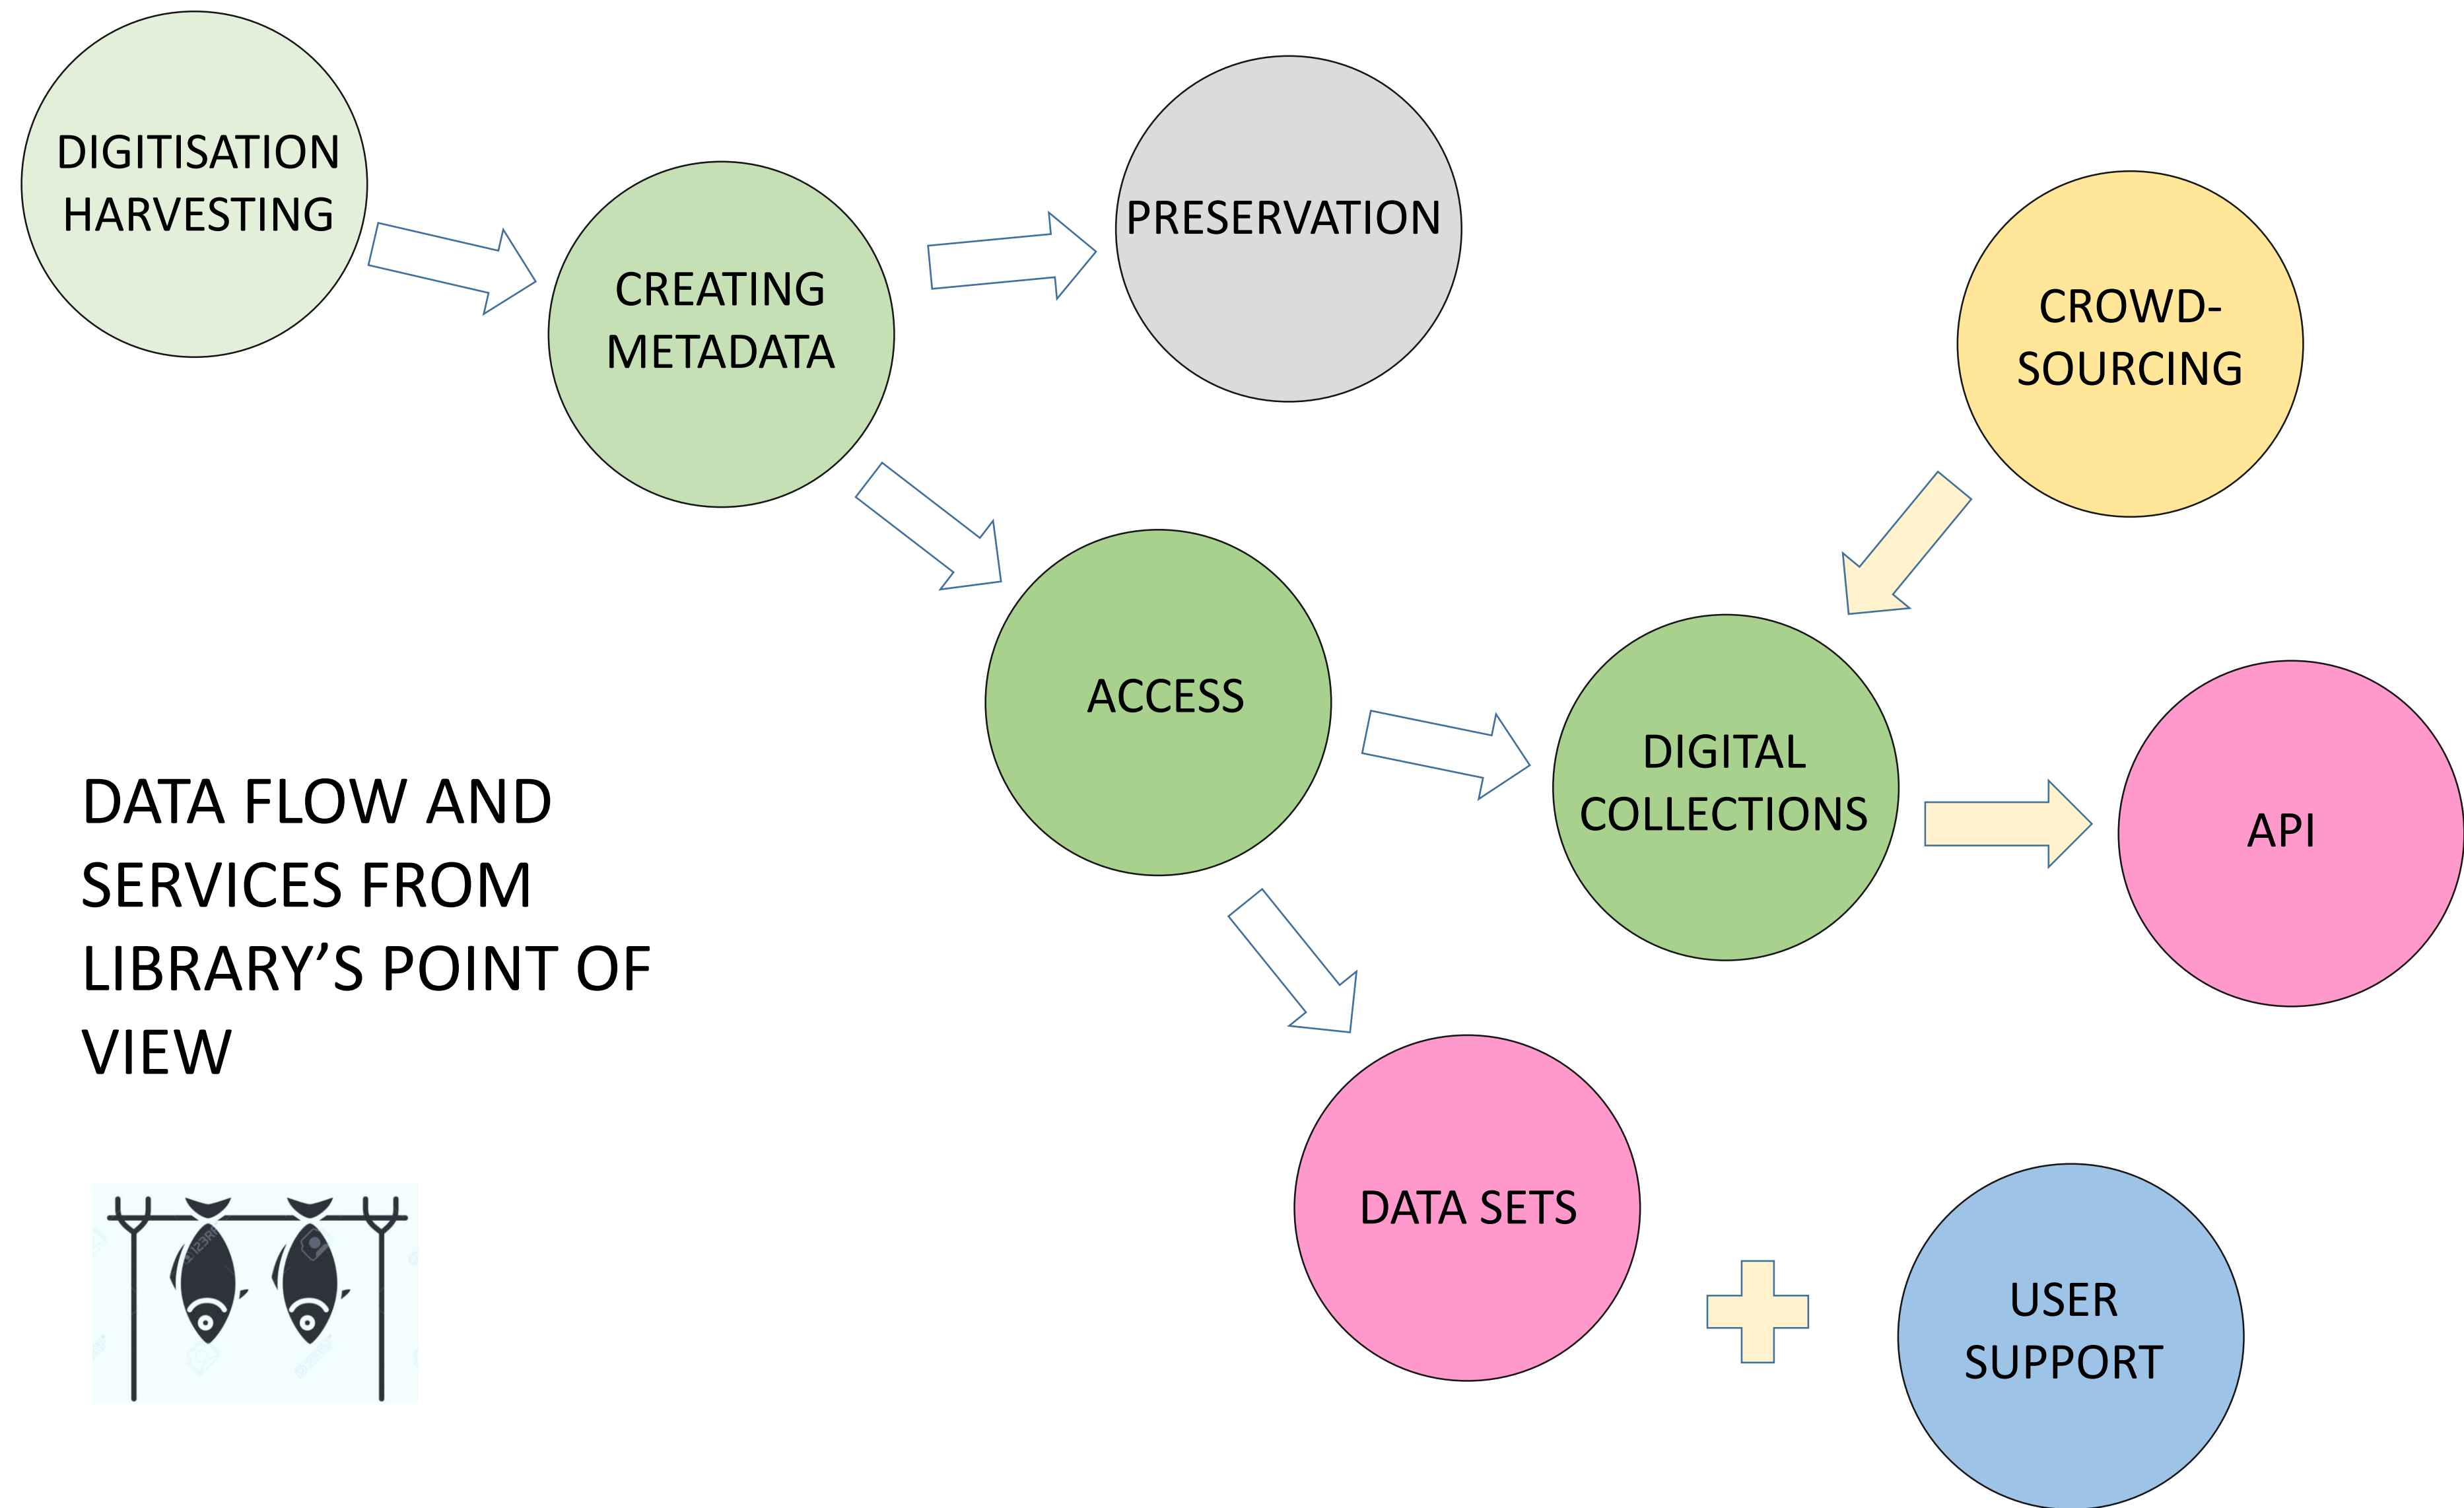 DIGITISATION
HARVESTING
CREATING
METADATA
PRESERVATION
CROWD-
SOURCING
ACCESS
DIGITAL
COLLECTIONS
API
DATA FLOW AND
SERVICES FROM
LIBRARY’S POINT OF
VIEW
DATA SETS
USER
SUPPORT